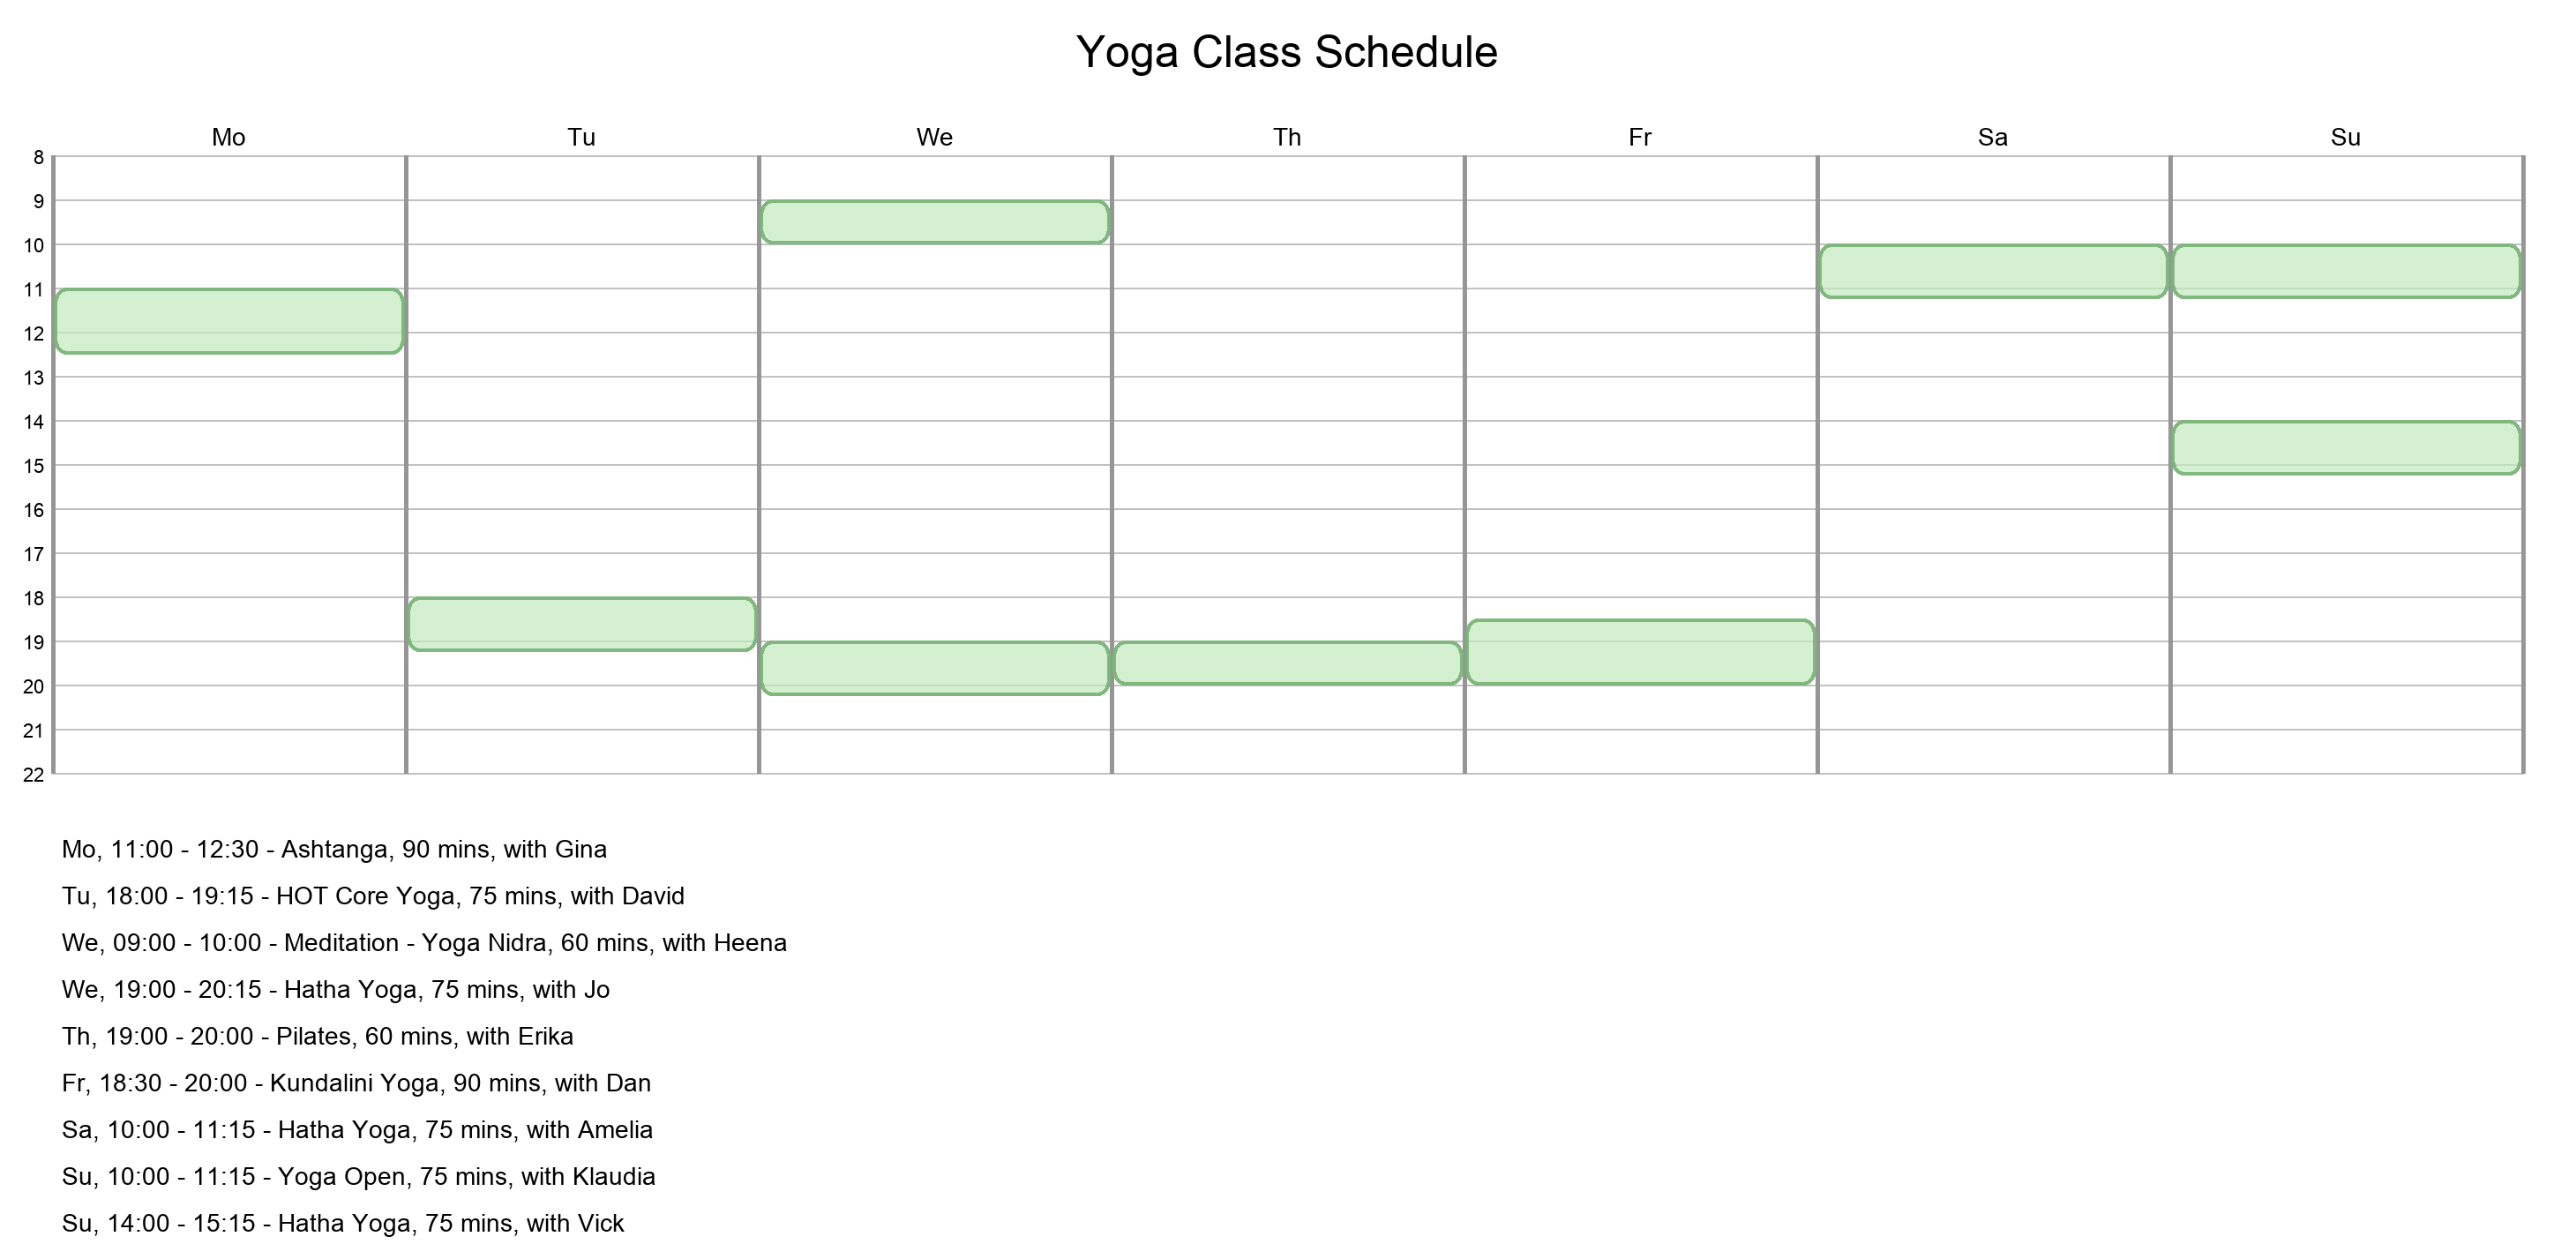 Yoga Class Schedule
Mo Tu We Th Fr Sa Su
8
9
10
11
12
13
14
15
16
17
18
19
20
21
22
Mo, 11:00 - 12:30 - Ashtanga, 90 mins, with Gina
Tu, 18:00 - 19:15 - HOT Core Yoga, 75 mins, with David
We, 09:00 - 10:00 - Meditation - Yoga Nidra, 60 mins, with Heena
We, 19:00 - 20:15 - Hatha Yoga, 75 mins, with Jo
Th, 19:00 - 20:00 - Pilates, 60 mins, with Erika
Fr, 18:30 - 20:00 - Kundalini Yoga, 90 mins, with Dan
Sa, 10:00 - 11:15 - Hatha Yoga, 75 mins, with Amelia
Su, 10:00 - 11:15 - Yoga Open, 75 mins, with Klaudia
Su, 14:00 - 15:15 - Hatha Yoga, 75 mins, with Vick